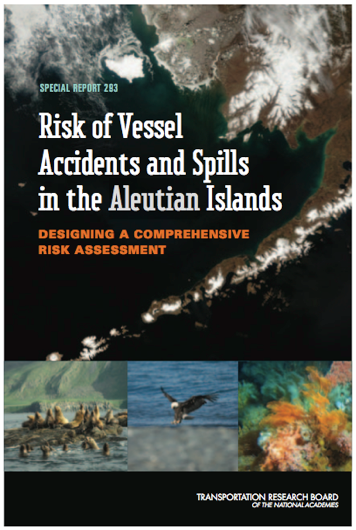 SPECIAL REPORT 293
Risk of Vessel
Accidents and Spills
in the Aleutian Islands
DESIGNING A COMPREHENSIVE
RISK ASSESSMENT
TRANSPORTATION RESEARCH BOARD
OF THE NATIONAL ACADEMIES